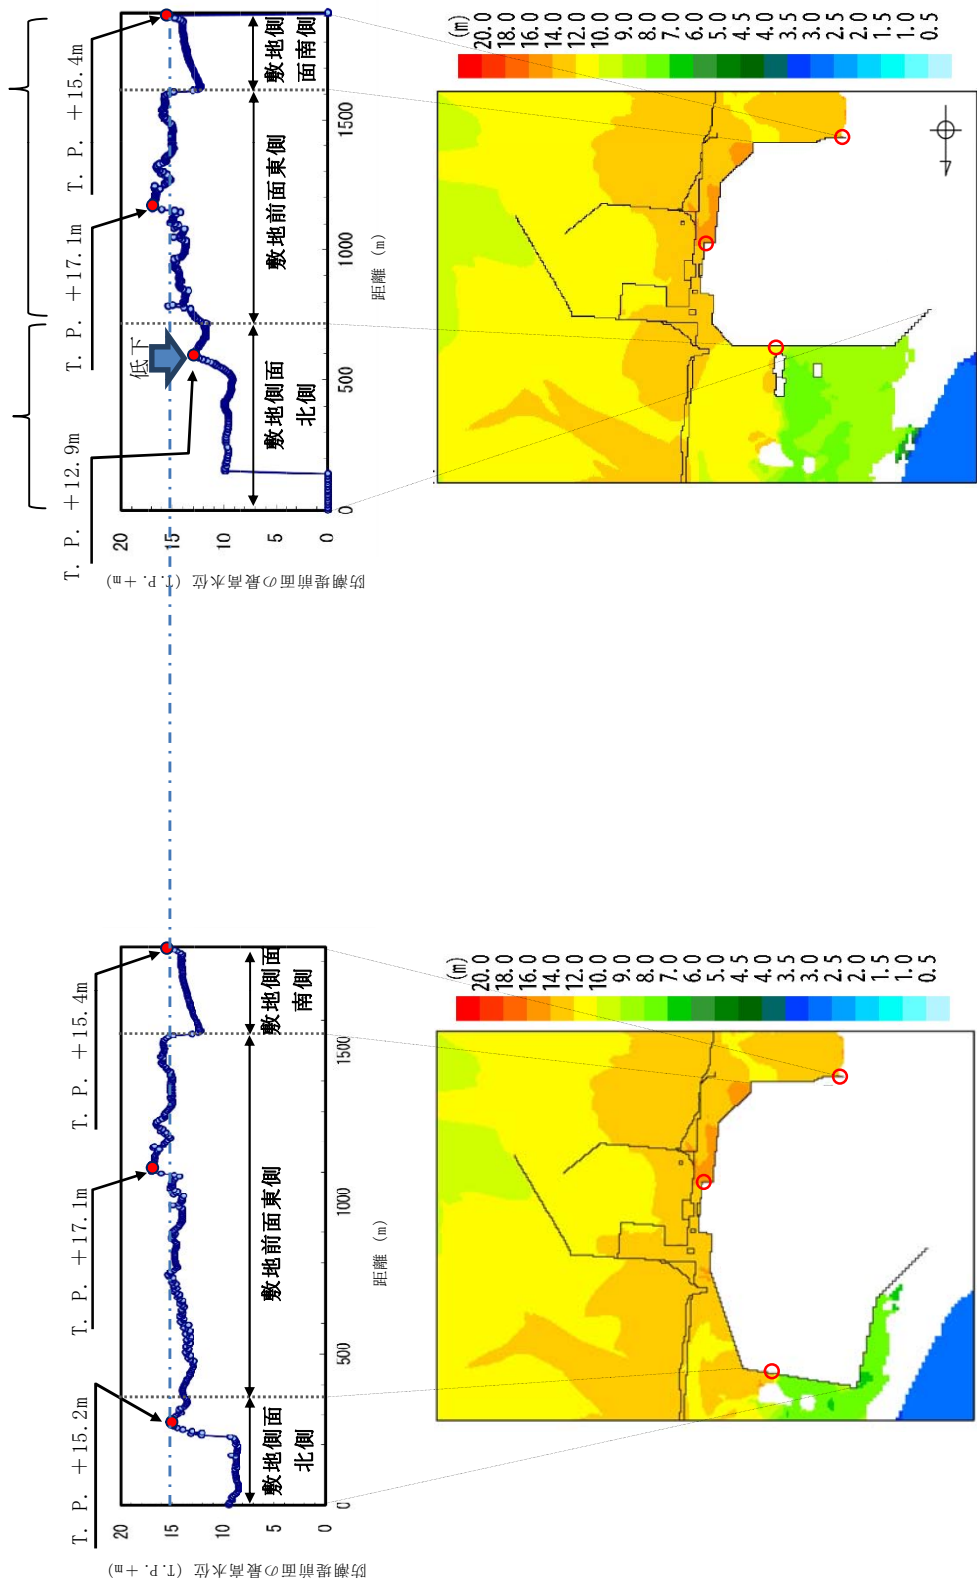 防潮堤前面の最高水位 (T.P.+m)
20
15
10
5
0
T. P. +15.2m
T. P. +17.1m
T. P. +15.4m
敷地側面
北側
敷地前面東側
敷地側面
南側
0
500
1000
1500
距離 (m)
(m)
20.0
18.0
16.0
14.0
12.0
10.0
9.0
8.0
7.0
6.0
5.0
4.5
4.0
3.5
3.0
2.5
2.0
1.5
1.0
0.5
防潮堤前面の最高水位 (T.P.+m)
20
15
10
5
0
T. P. +12.9m
T. P. +17.1m
T. P. +15.4m
低下
敷地側面
北側
敷地前面東側
敷地側
面南側
0
500
1000
1500
距離 (m)
(m)
20.0
18.0
16.0
14.0
12.0
10.0
9.0
8.0
7.0
6.0
5.0
4.5
4.0
3.5
3.0
2.5
2.0
1.5
1.0
0.5